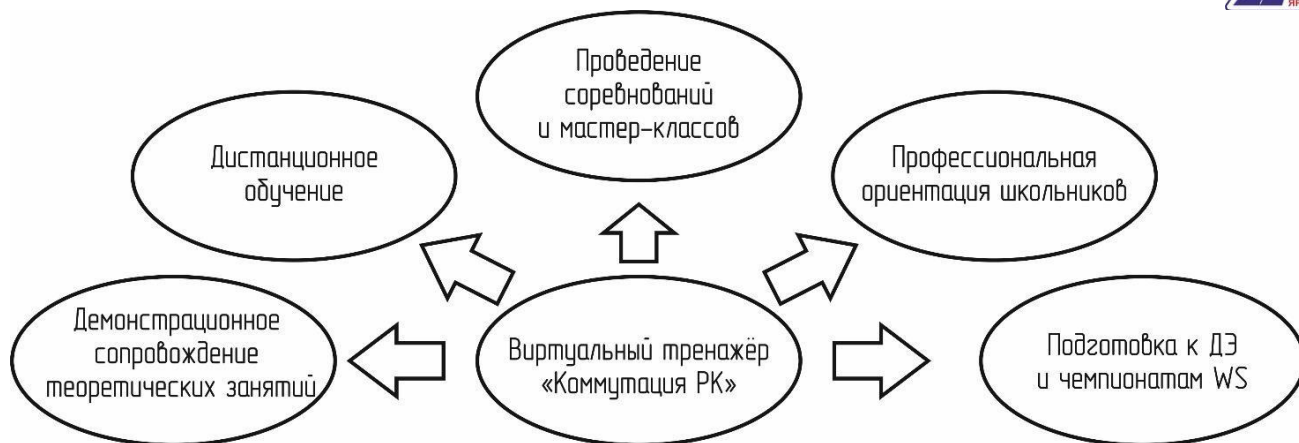 Проведение
соревнований
и мастер-классов
Дистанционное
обучение
Профессиональная
ориентация школьников
Демонстрационное
сопровождение
теоретических занятий
Виртуальный тренажёр
«Коммутация РК»
Подготовка к ДЭ
и чемпионатам WS